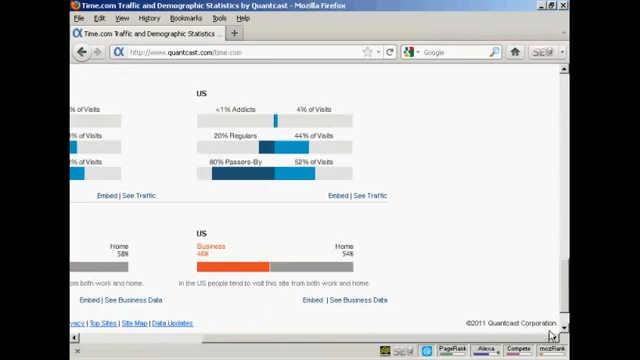 Time.com Traffic and Demographic Statistics by Quantcast - Mozilla Firefox
File Edit View History Bookmarks Tools Help
Time.com Traffic and Demographic Statistics ...
http://www.quantcast.com/time.com
Google
SEO
US
% of Visits <1% Addicts 4% of Visits
% of Visits 20% Regulars 44% of Visits
% of Visits 80% Passers-By 52% of Visits
Embed | See Traffic Embed | See Traffic
US
Home Business Home
58% 46% 54%
from both work and home. In the US people tend to visit this site from both work and home.
Embed | See Business Data Embed | See Business Data
vacy | Top Sites | Site Map | Data Updates ©2011 Quantcast Corporation
SEO PageRank Alexa Compete mozRank